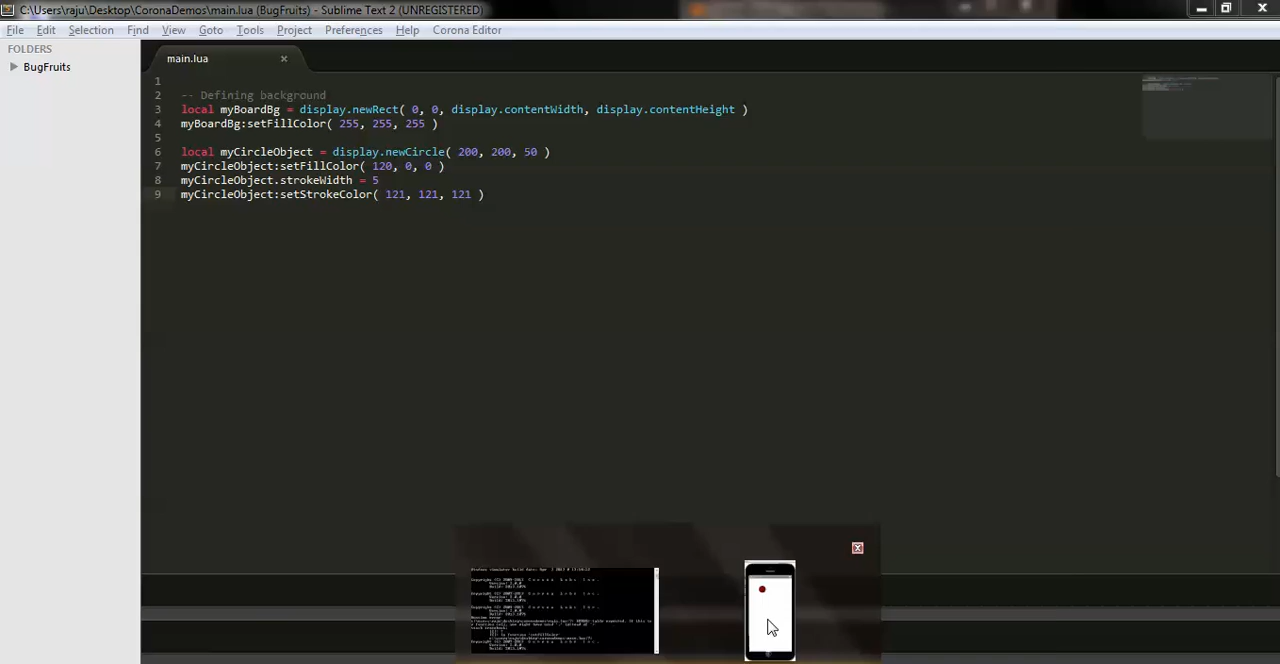 C:\Users\raju\Desktop\CoronaDemos\main.lua (BugFruits) - Sublime Text 2 (UNREGISTERED)
File Edit Selection Find View Goto Tools Project Preferences Help Corona Editor
FOLDERS
BugFruits
main.lua
1
2 -- Defining background
3 local myBoardBg = display.newRect( 0, 0, display.contentWidth, display.contentHeight )
4 myBoardBg:setFillColor( 255, 255, 255 )
5
6 local myCircleObject = display.newCircle( 200, 200, 50 )
7 myCircleObject:setFillColor( 120, 0, 0 )
8 myCircleObject.strokeWidth = 5
9 myCircleObject:setStrokeColor( 121, 121, 121 )